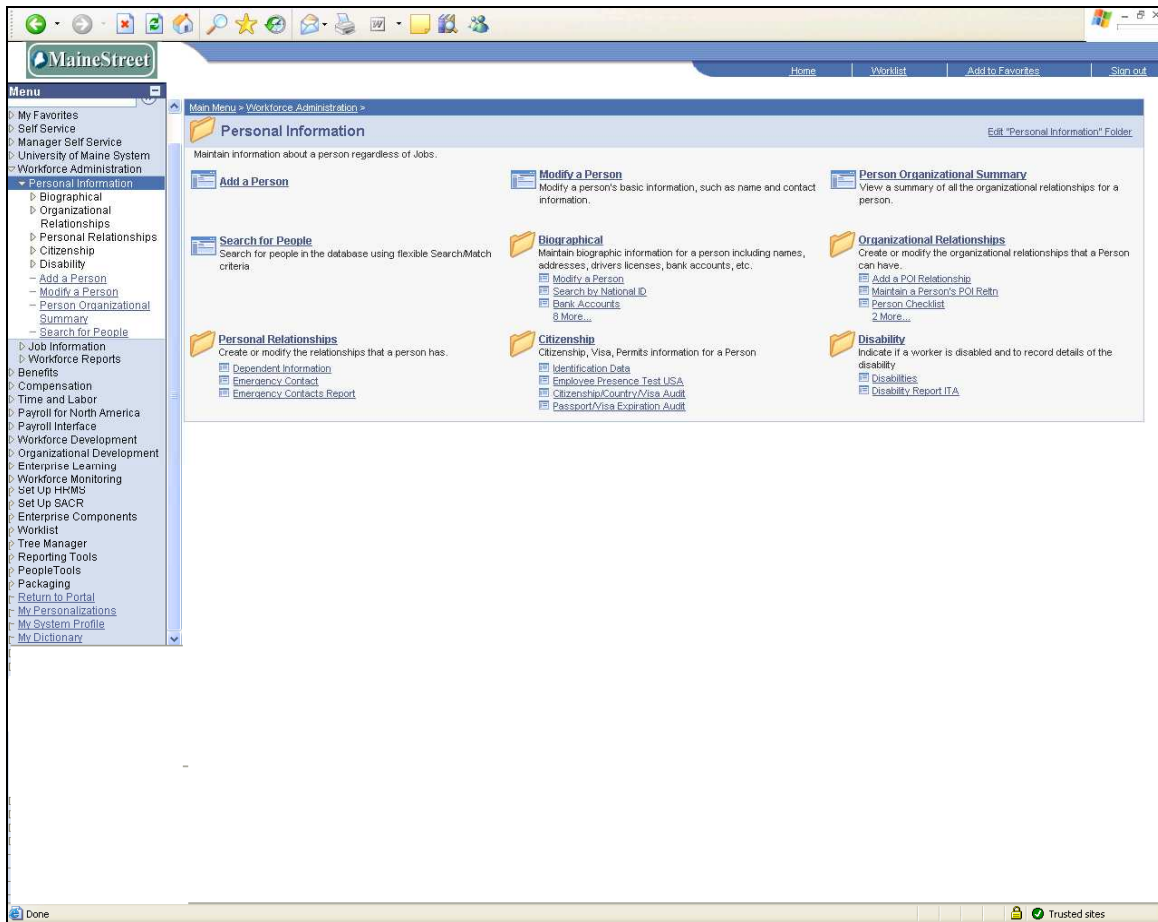 MaineStreet
Home
Worklist
Add to Favorites
Sign out
Menu
My Favorites
Self Service
Manager Self Service
University of Maine System
Workforce Administration
Personal Information
Biographical
Organizational
Relationships
Personal Relationships
Citizenship
Disability
Add a Person
Modify a Person
Person Organizational
Summary
Search for People
Job Information
Workforce Reports
Benefits
Compensation
Time and Labor
Payroll for North America
Payroll Interface
Workforce Development
Organizational Development
Enterprise Learning
Workforce Monitoring
Set Up HRMS
Set Up SACR
Enterprise Components
Worklist
Tree Manager
Reporting Tools
PeopleTools
Packaging
Return to Portal
My Personalizations
My System Profile
My Dictionary
Main Menu > Workforce Administration >
Personal Information
Edit "Personal Information" Folder
Maintain information about a person regardless of Jobs.
Add a Person
Modify a Person
Modify a person's basic information, such as name and contact
information.
Person Organizational Summary
View a summary of all the organizational relationships for a
person.
Search for People
Search for people in the database using flexible Search/Match
criteria
Biographical
Maintain biographic information for a person including names,
addresses, drivers licenses, bank accounts, etc.
Modify a Person
Search by National ID
Bank Accounts
8 More...
Organizational Relationships
Create or modify the organizational relationships that a Person
can have.
Add a POI Relationship
Maintain a Person's POI Reltn
Person Checklist
2 More...
Personal Relationships
Create or modify the relationships that a person has.
Dependent Information
Emergency Contact
Emergency Contacts Report
Citizenship
Citizenship, Visa, Permits information for a Person
Identification Data
Employee Presence Test USA
Citizenship/Country/Visa Audit
Passport/Visa Expiration Audit
Disability
Indicate if a worker is disabled and to record details of the
disability
Disabilities
Disability Report ITA
Done
Trusted sites